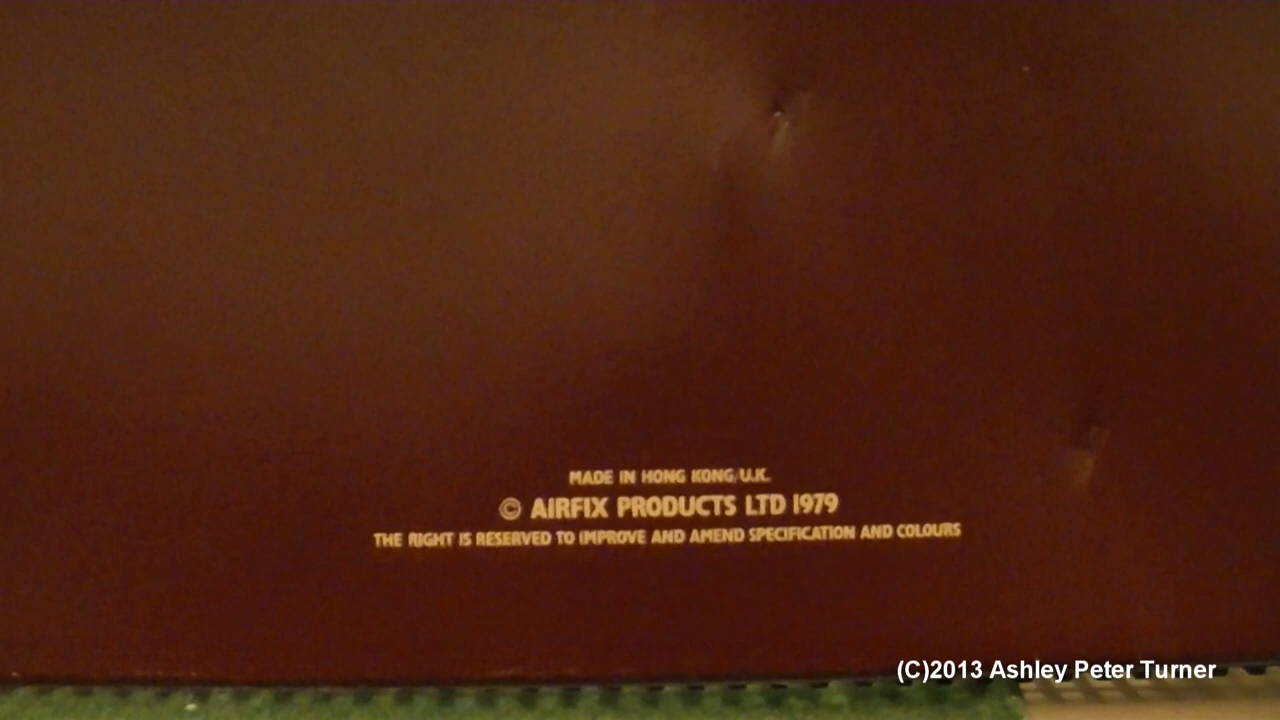 MADE IN HONG KONG/U.K.
© AIRFIX PRODUCTS LTD 1979
THE RIGHT IS RESERVED TO IMPROVE AND AMEND SPECIFICATION AND COLOURS
(C)2013 Ashley Peter Turner